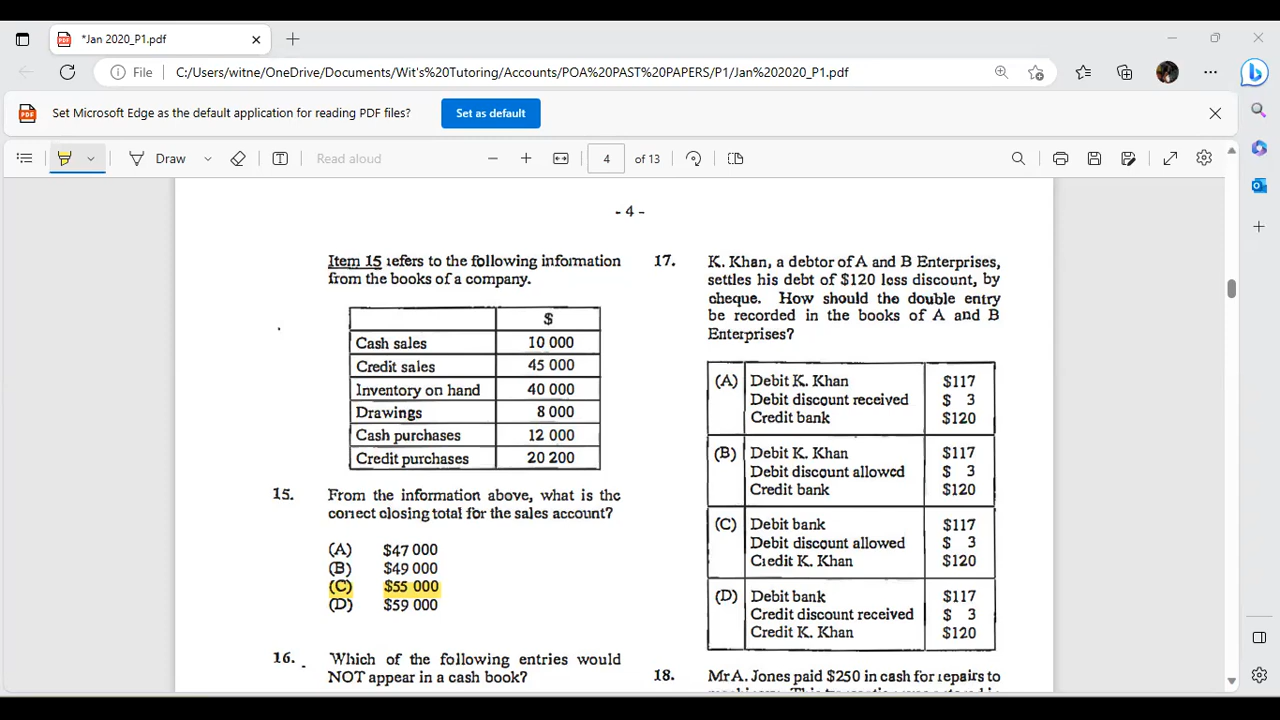 *Jan 2020_P1.pdf
File
C:/Users/witne/OneDrive/Documents/Wit's%20Tutoring/Accounts/POA%20PAST%20PAPERS/P1/Jan%202020_P1.pdf
Set Microsoft Edge as the default application for reading PDF files?
Set as default
Draw
Read aloud
4
of 13
- 4 -
Item 15 refers to the following information
from the books of a company.
$
Cash sales 10 000
Credit sales 45 000
Inventory on hand 40 000
Drawings 8 000
Cash purchases 12 000
Credit purchases 20 200
15. From the information above, what is the
correct closing total for the sales account?
(A) $47 000
(B) $49 000
(C) $55 000
(D) $59 000
16. Which of the following entries would
NOT appear in a cash book?
17. K. Khan, a debtor of A and B Enterprises,
settles his debt of $120 less discount, by
cheque. How should the double entry
be recorded in the books of A and B
Enterprises?
(A) Debit K. Khan $117
Debit discount received $ 3
Credit bank $120
(B) Debit K. Khan $117
Debit discount allowed $ 3
Credit bank $120
(C) Debit bank $117
Debit discount allowed $ 3
Credit K. Khan $120
(D) Debit bank $117
Credit discount received $ 3
Credit K. Khan $120
18. Mr A. Jones paid $250 in cash for repairs to